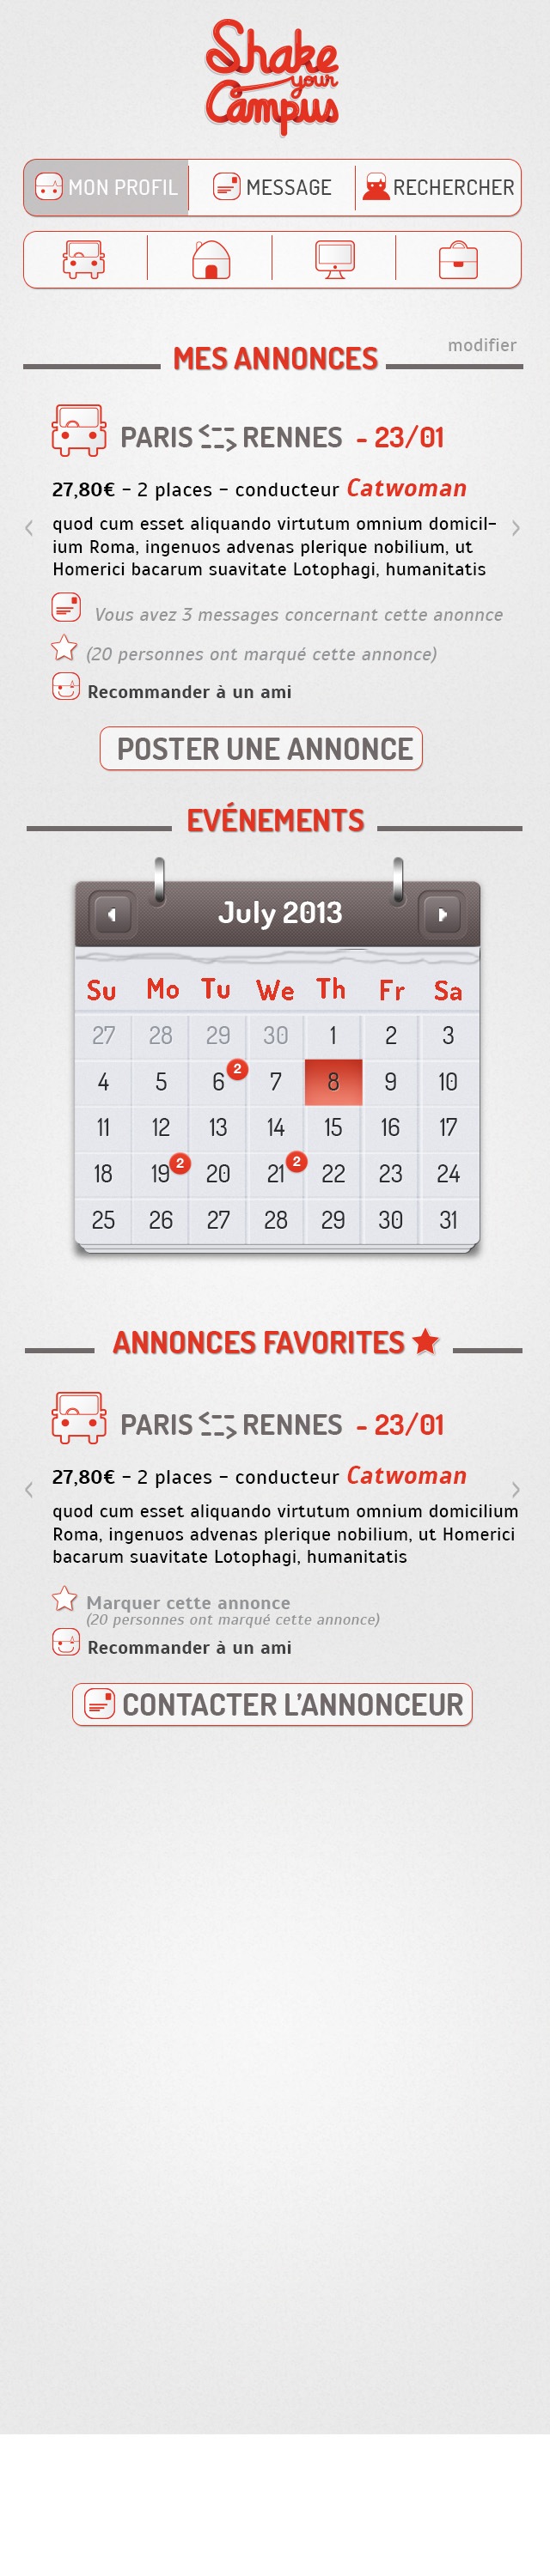 Shake
your
Campus
MON PROFIL MESSAGE RECHERCHER
modifier
MES ANNONCES
PARIS <--> RENNES - 23/01
27,80€ - 2 places - conducteur Catwoman
quod cum esset aliquando virtutum omnium domicil-
ium Roma, ingenuos advenas plerique nobilium, ut
Homerici bacarum suavitate Lotophagi, humanitatis
Vous avez 3 messages concernant cette anonnce
(20 personnes ont marqué cette annonce)
Recommander à un ami
POSTER UNE ANNONCE
EVÉNEMENTS
July 2013
Su Mo Tu We Th Fr Sa
27 28 29 30 1 2 3
4 5 6 2 7 8 9 10
11 12 13 14 15 16 17
18 19 2 20 21 2 22 23 24
25 26 27 28 29 30 31
ANNONCES FAVORITES
PARIS <--> RENNES - 23/01
27,80€ - 2 places - conducteur Catwoman
quod cum esset aliquando virtutum omnium domicilium
Roma, ingenuos advenas plerique nobilium, ut Homerici
bacarum suavitate Lotophagi, humanitatis
Marquer cette annonce
(20 personnes ont marqué cette annonce)
Recommander à un ami
CONTACTER L'ANNONCEUR